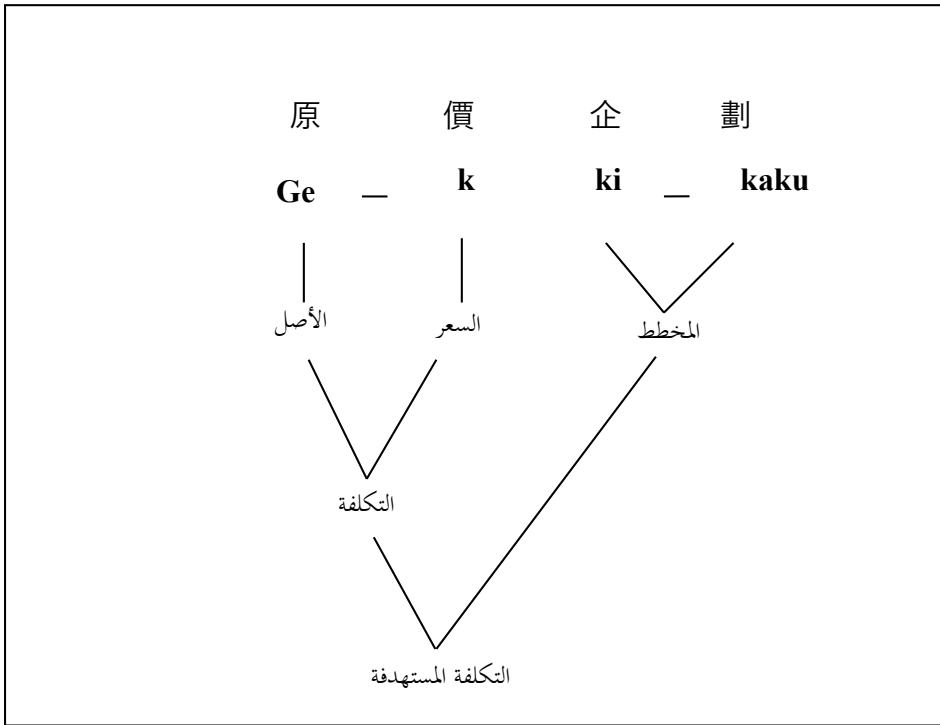 原 價 企 劃
Ge _ k ki _ kaku
الأصل السعر المخطط
التكلفة
التكلفة المستهدفة